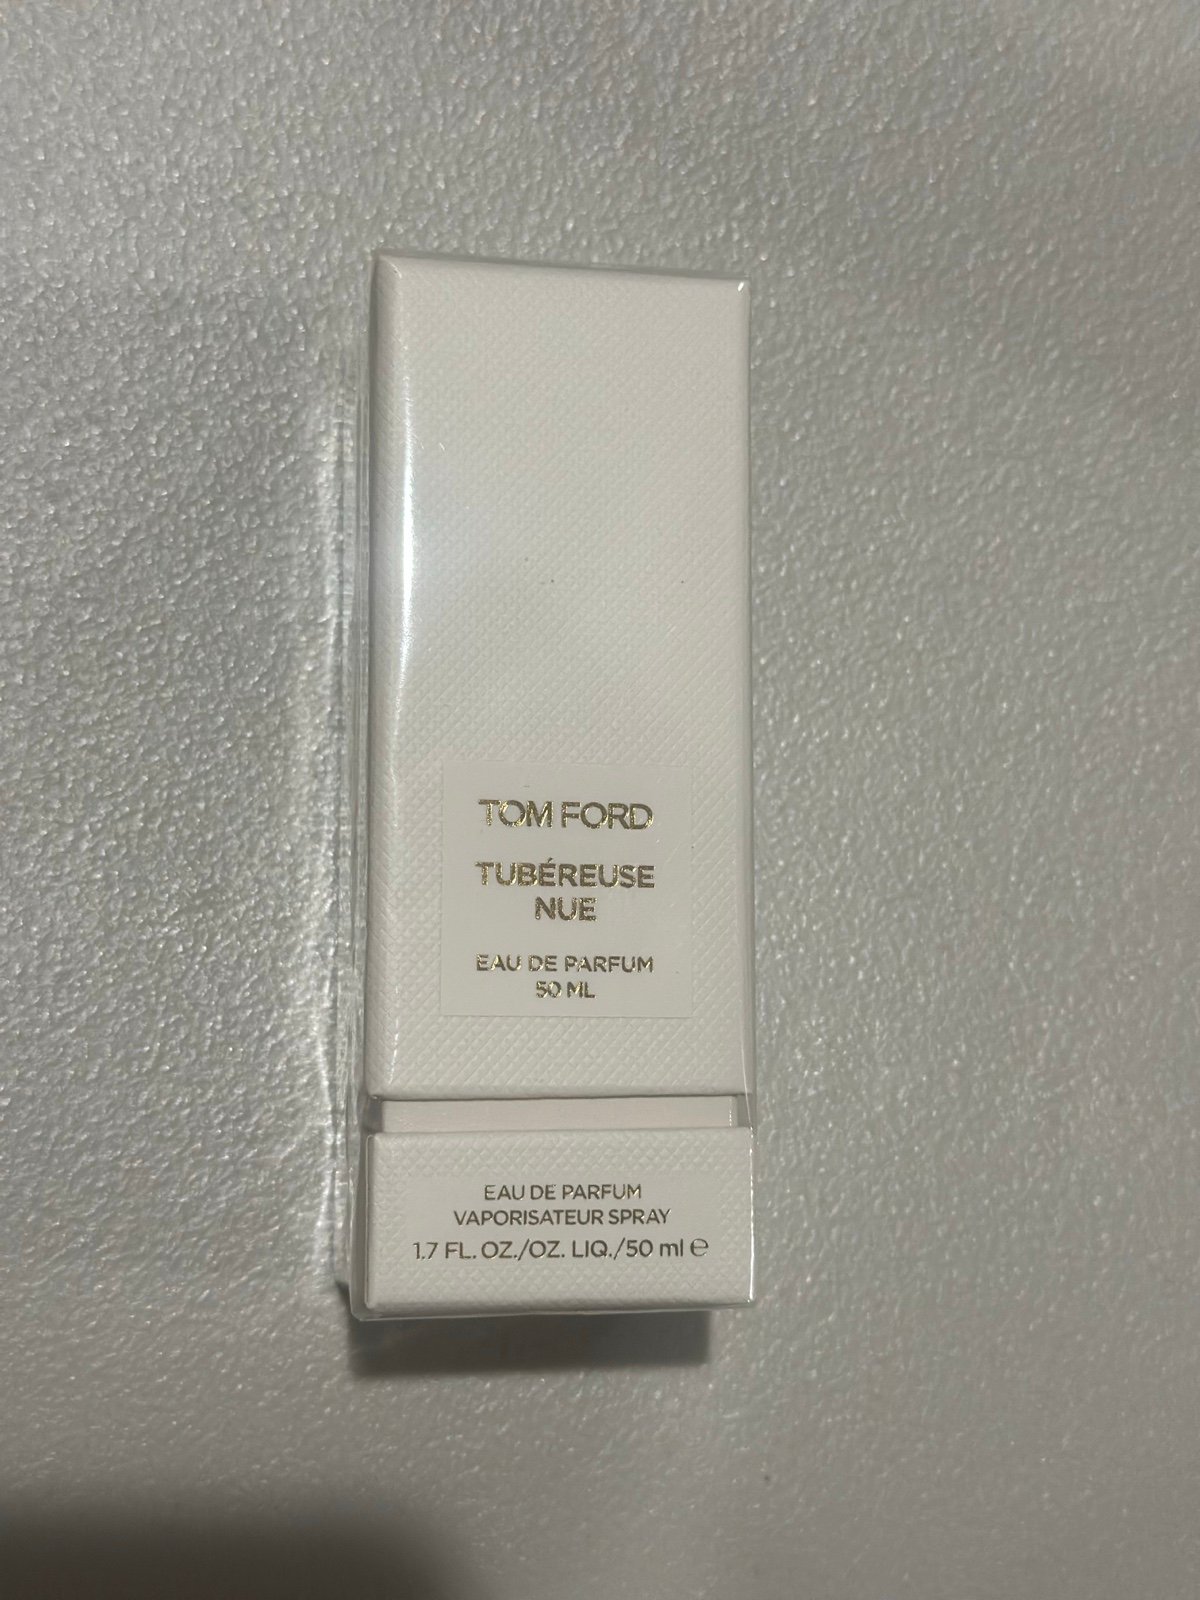 TOM FORD
TUBÉREUSE
NUE
EAU DE PARFUM
50 ML
EAU DE PARFUM
VAPORISATEUR SPRAY
1.7 FL. OZ./OZ. LIQ./50 ml ℮